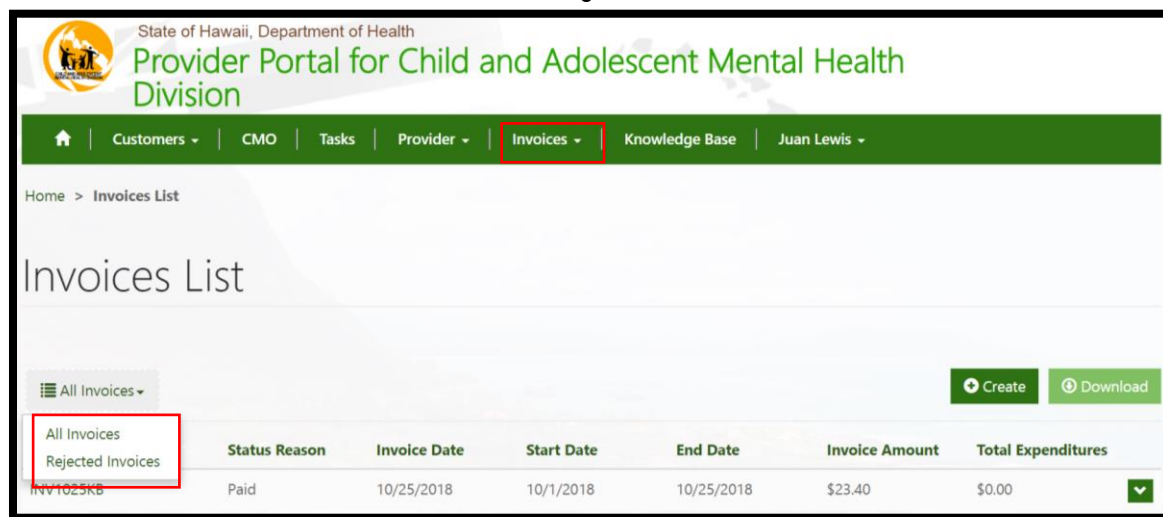 State of Hawaii, Department of Health
Provider Portal for Child and Adolescent Mental Health
Division
Customers CMO Tasks Provider Invoices Knowledge Base Juan Lewis
Home > Invoices List
Invoices List
All Invoices Create Download
All Invoices
Rejected Invoices
Status Reason Invoice Date Start Date End Date Invoice Amount Total Expenditures
INV1025KB Paid 10/25/2018 10/1/2018 10/25/2018 $23.40 $0.00